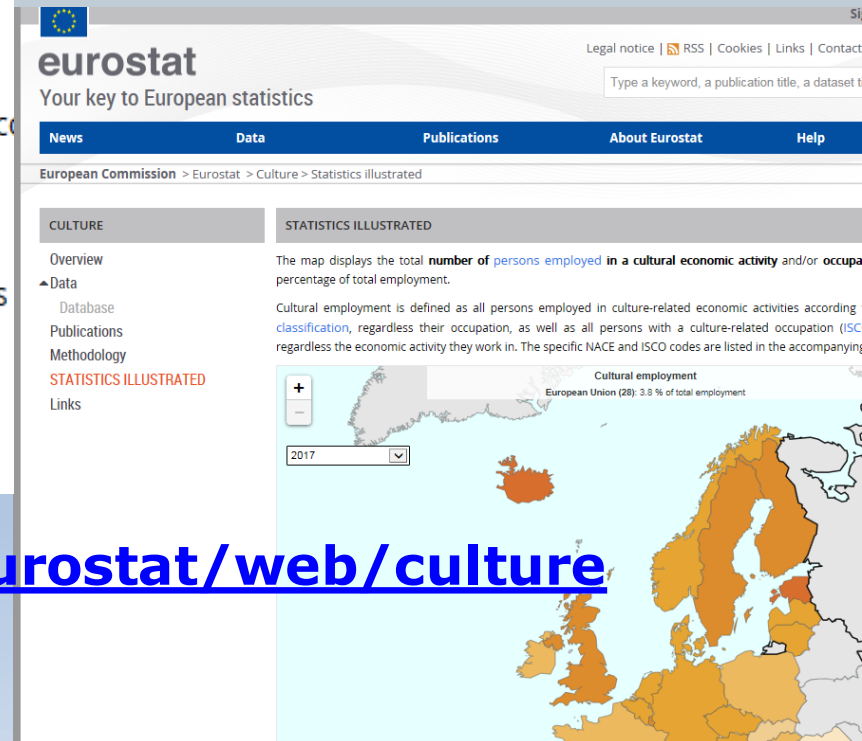 eurostat
Your key to European statistics
Legal notice | RSS | Cookies | Links | Contact
Type a keyword, a publication title, a dataset
News Data Publications About Eurostat Help
European Commission > Eurostat > Culture > Statistics illustrated
CULTURE
Overview
Data
Database
Publications
Methodology
STATISTICS ILLUSTRATED
Links
STATISTICS ILLUSTRATED
The map displays the total number of persons employed in a cultural economic activity and/or
percentage of total employment.
Cultural employment is defined as all persons employed in culture-related economic activities according
classification, regardless their occupation, as well as all persons with a culture-related occupation (
regardless the economic activity they work in. The specific NACE and ISCO codes are listed in the accompanying
Cultural employment
European Union (28): 3.8 % of total employment
+
−
2017
urostat/web/culture